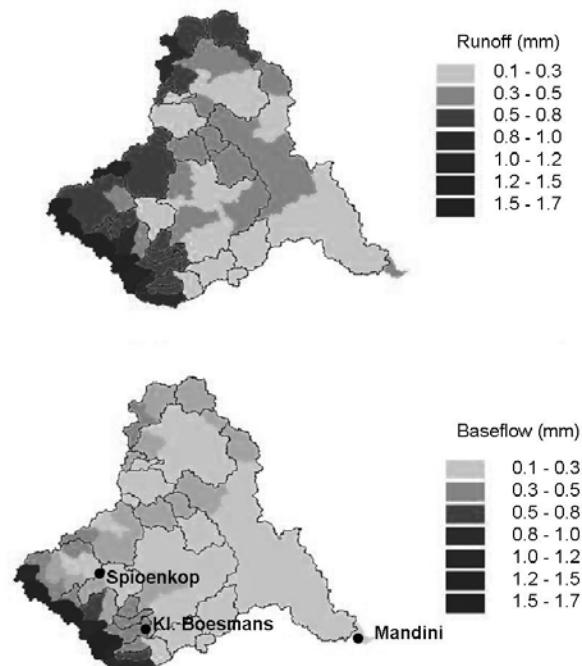 Runoff (mm)
0.1 - 0.3
0.3 - 0.5
0.5 - 0.8
0.8 - 1.0
1.0 - 1.2
1.2 - 1.5
1.5 - 1.7
Baseflow (mm)
0.1 - 0.3
0.3 - 0.5
0.5 - 0.8
0.8 - 1.0
1.0 - 1.2
1.2 - 1.5
1.5 - 1.7
Spioenkop
Kl. Boesmans
Mandini